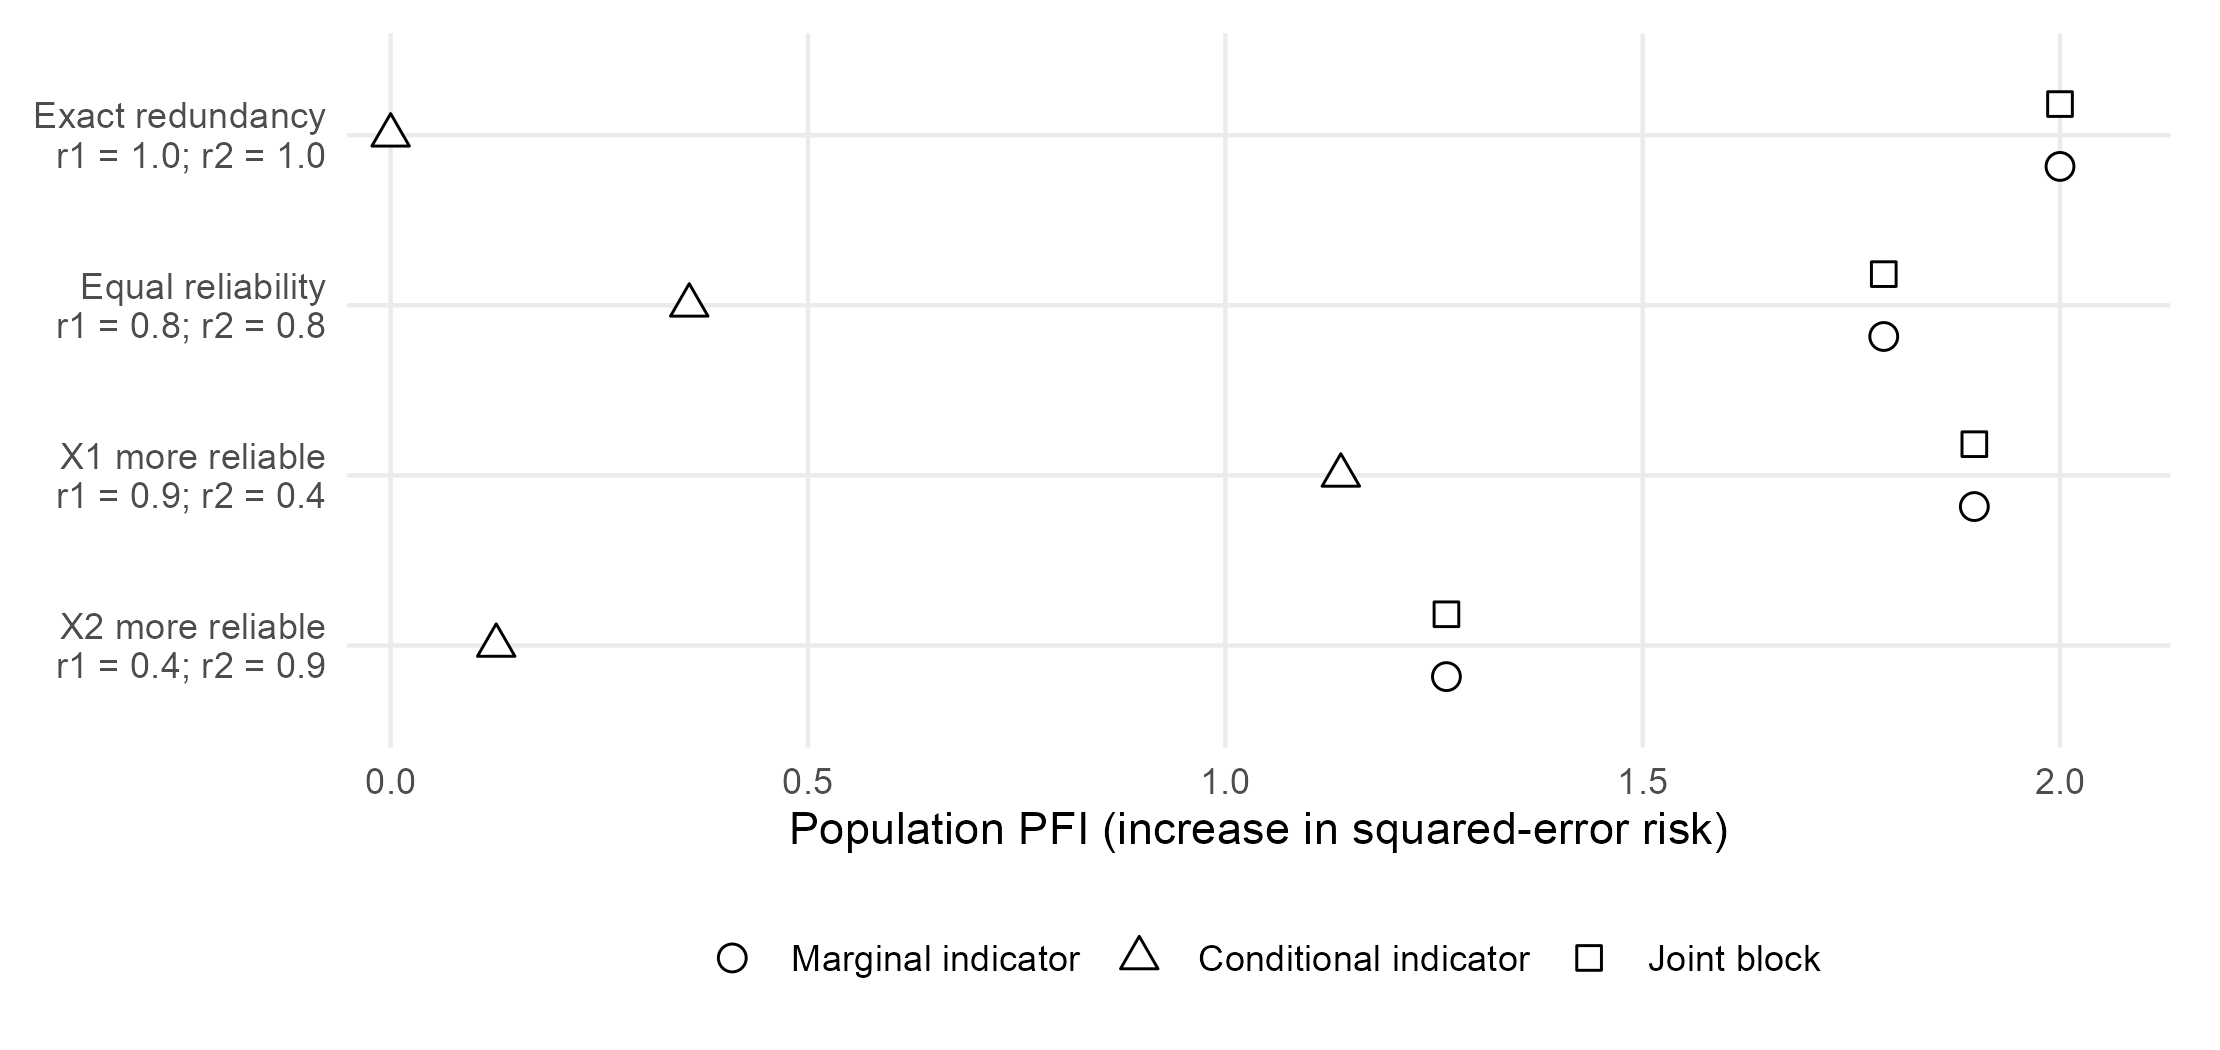 Exact redundancy
r1 = 1.0; r2 = 1.0
Equal reliability
r1 = 0.8; r2 = 0.8
X1 more reliable
r1 = 0.9; r2 = 0.4
X2 more reliable
r1 = 0.4; r2 = 0.9
0.0 0.5 1.0 1.5 2.0
Population PFI (increase in squared-error risk)
Marginal indicator Conditional indicator Joint block